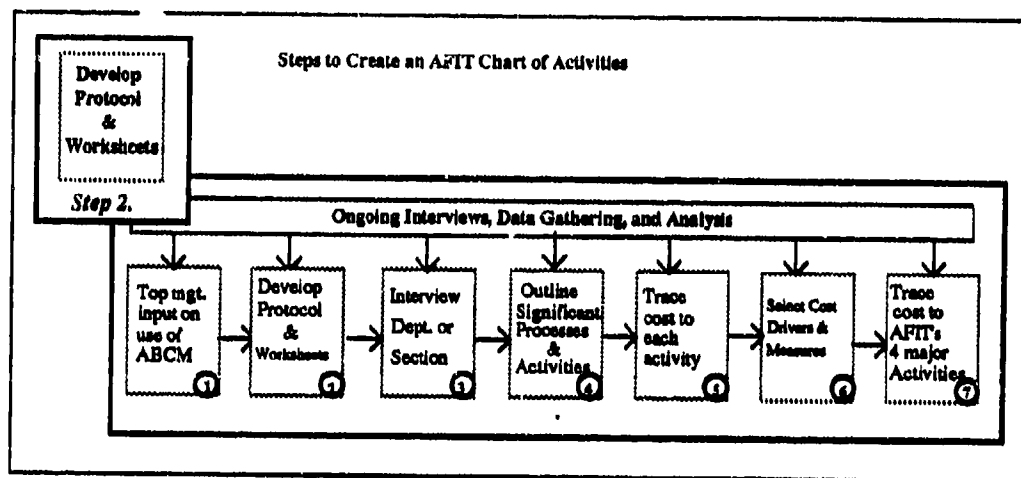 Steps to Create an AFIT Chart of Activities
Develop
Protocol
&
Worksheets
Step 2.
Ongoing Interviews, Data Gathering, and Analysis
Top mgt.
input on
use of
ABCM
1
Develop
Protocol
&
Worksheets
2
Interview
Dept. or
Section
3
Outline
Significant
Processes
&
Activities
4
Trace
cost to
each
activity
5
Select Cost
Drivers &
Measures
6
Trace
cost to
AFIT's
4 major
Activities
7